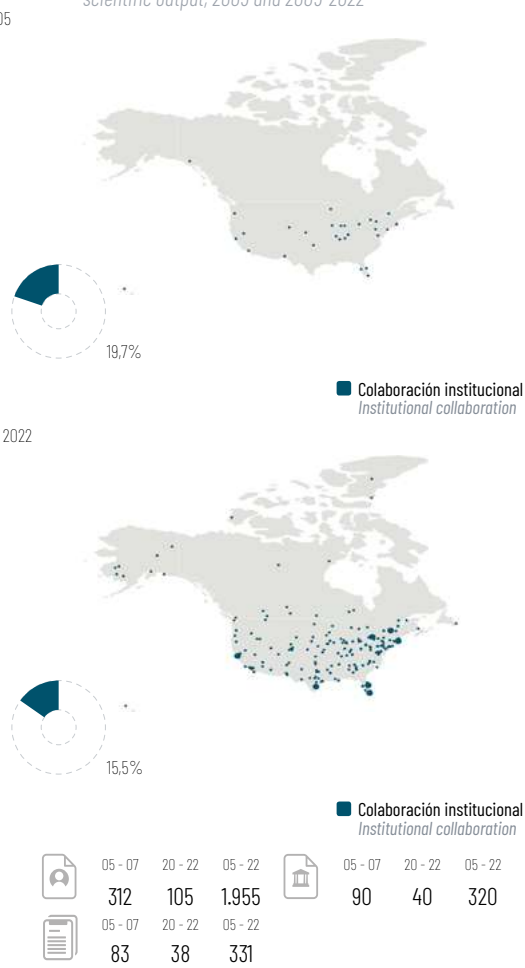 scientific output, 2005 and 2005-2022
05
19,7%
Colaboración institucional
Institutional collaboration
2022
15,5%
Colaboración institucional
Institutional collaboration
05 - 07 20 - 22 05 - 22 05 - 07 20 - 22 05 - 22
312 105 1.955 90 40 320
05 - 07 20 - 22 05 - 22
83 38 331